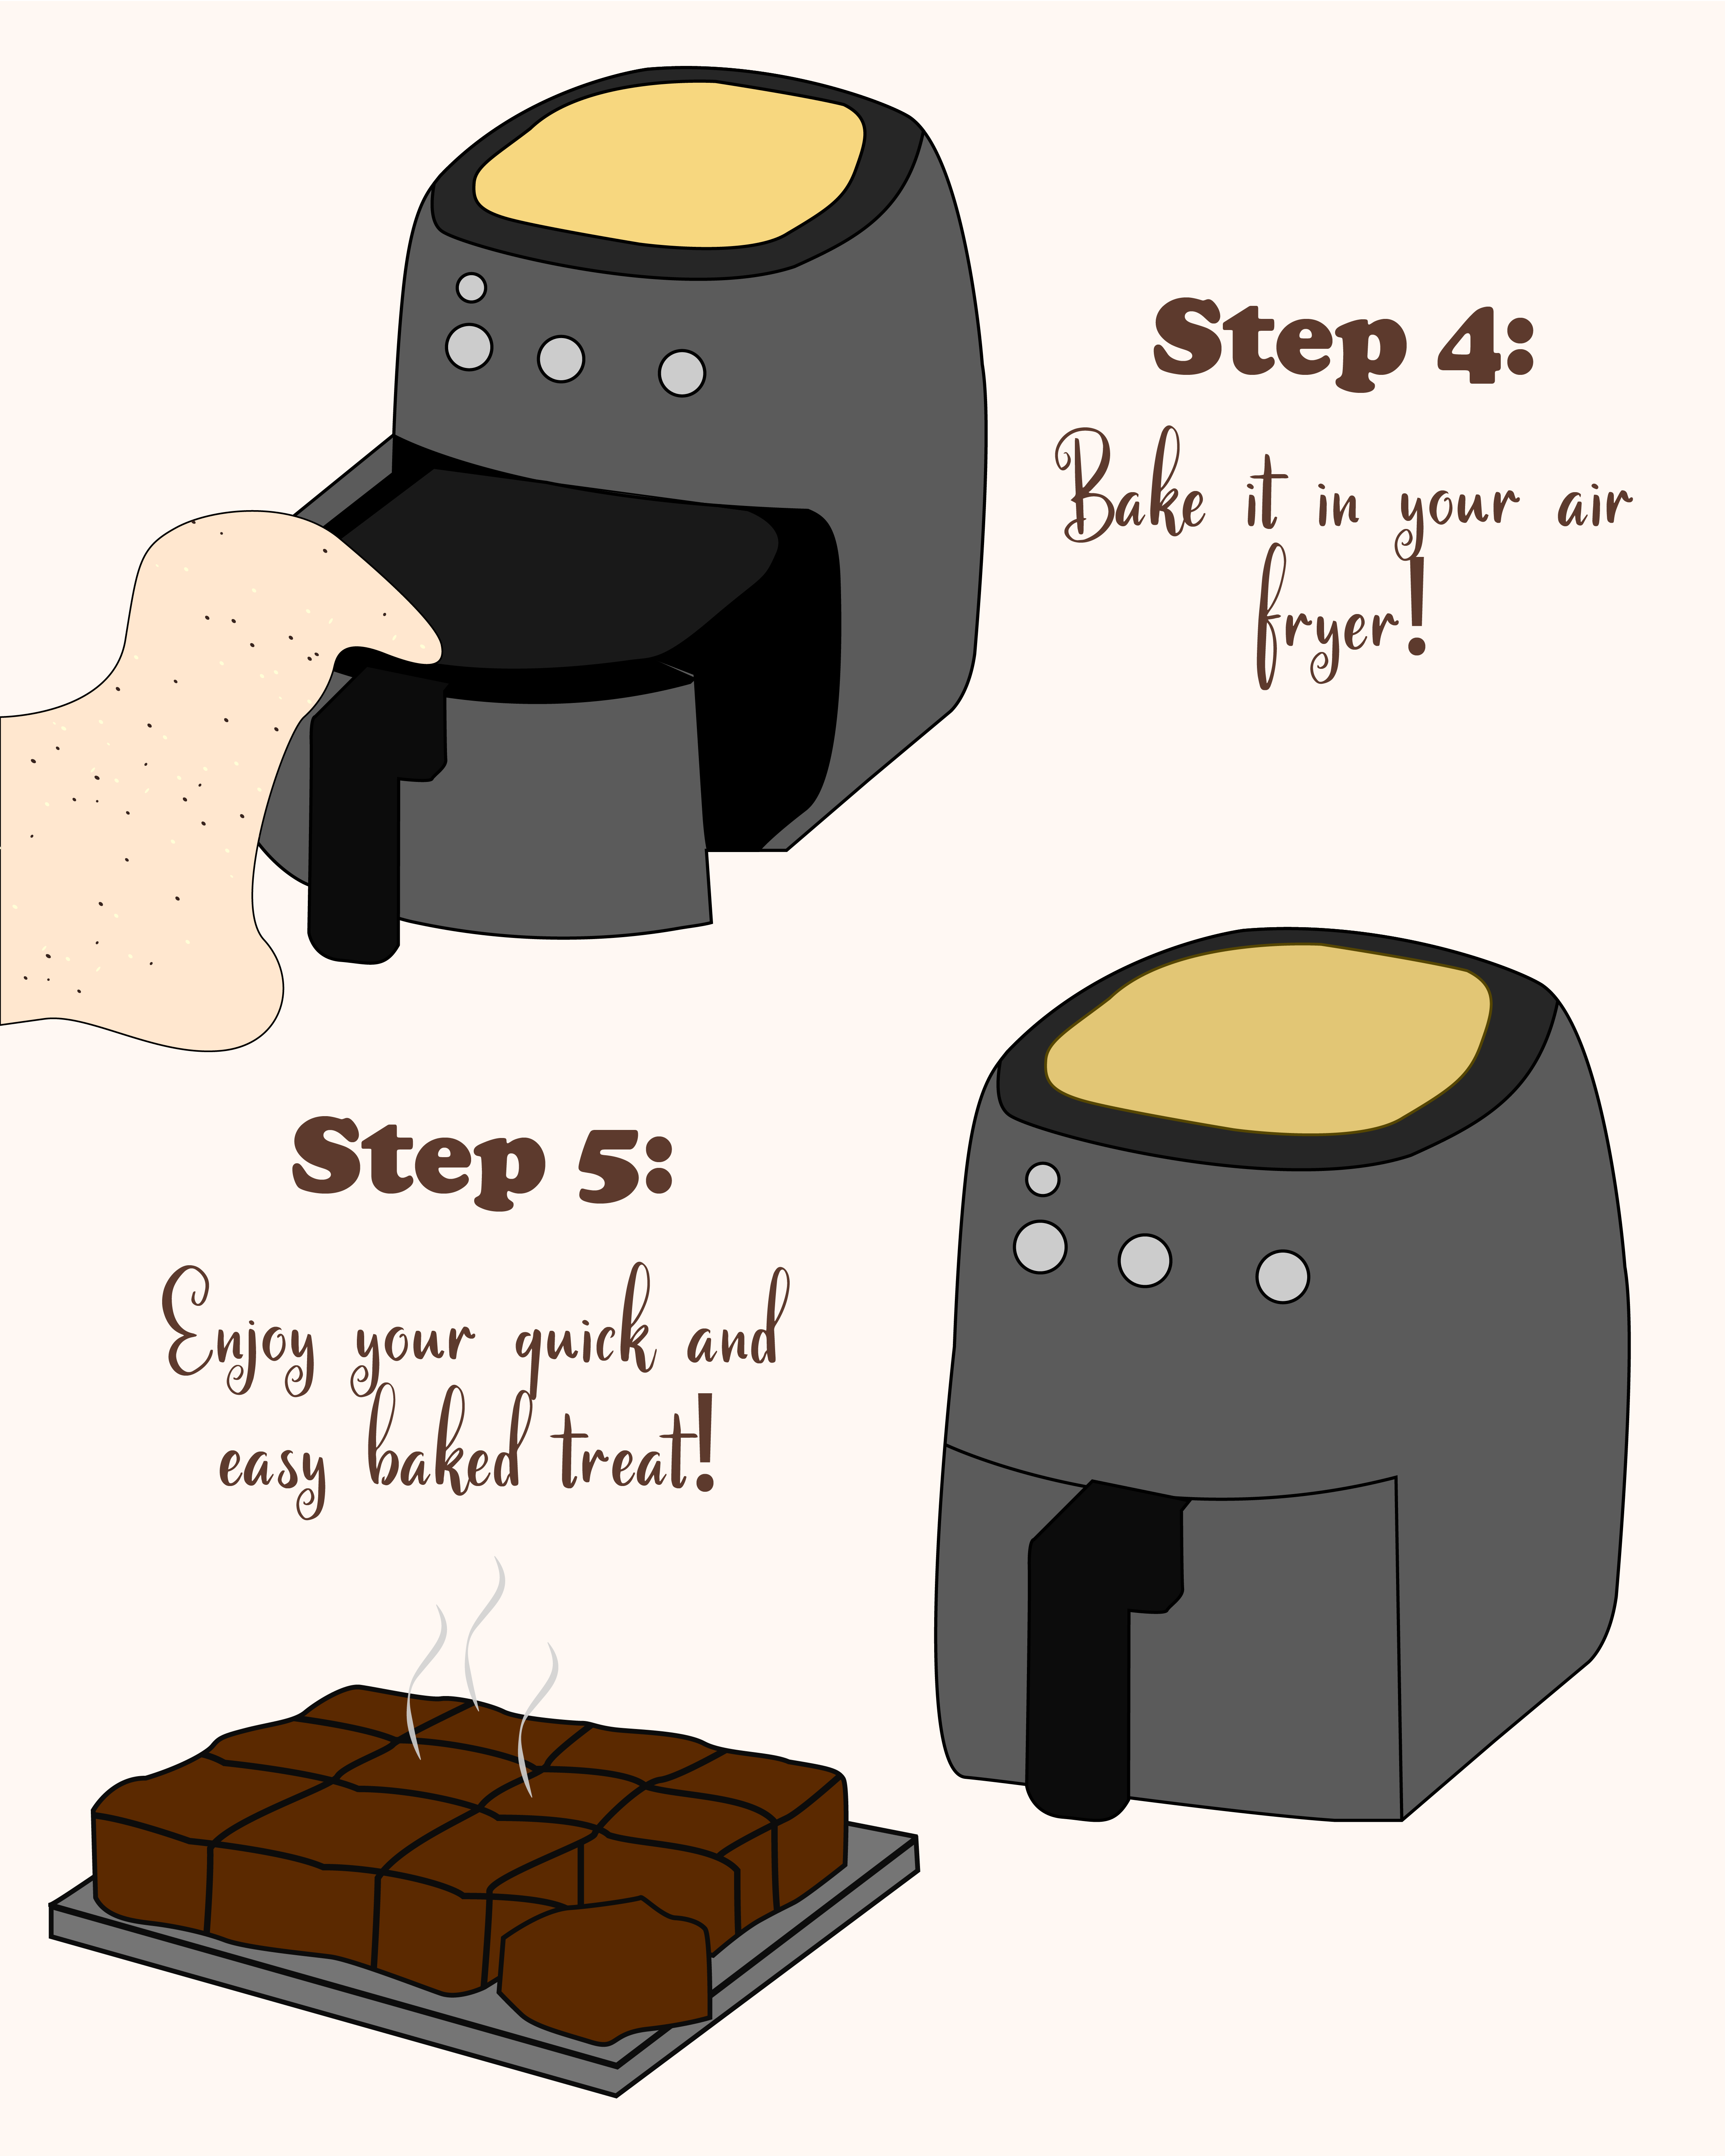 Step 4:
Bake it in your air
fryer!
Step 5:
Enjoy your quick and
easy baked treat!